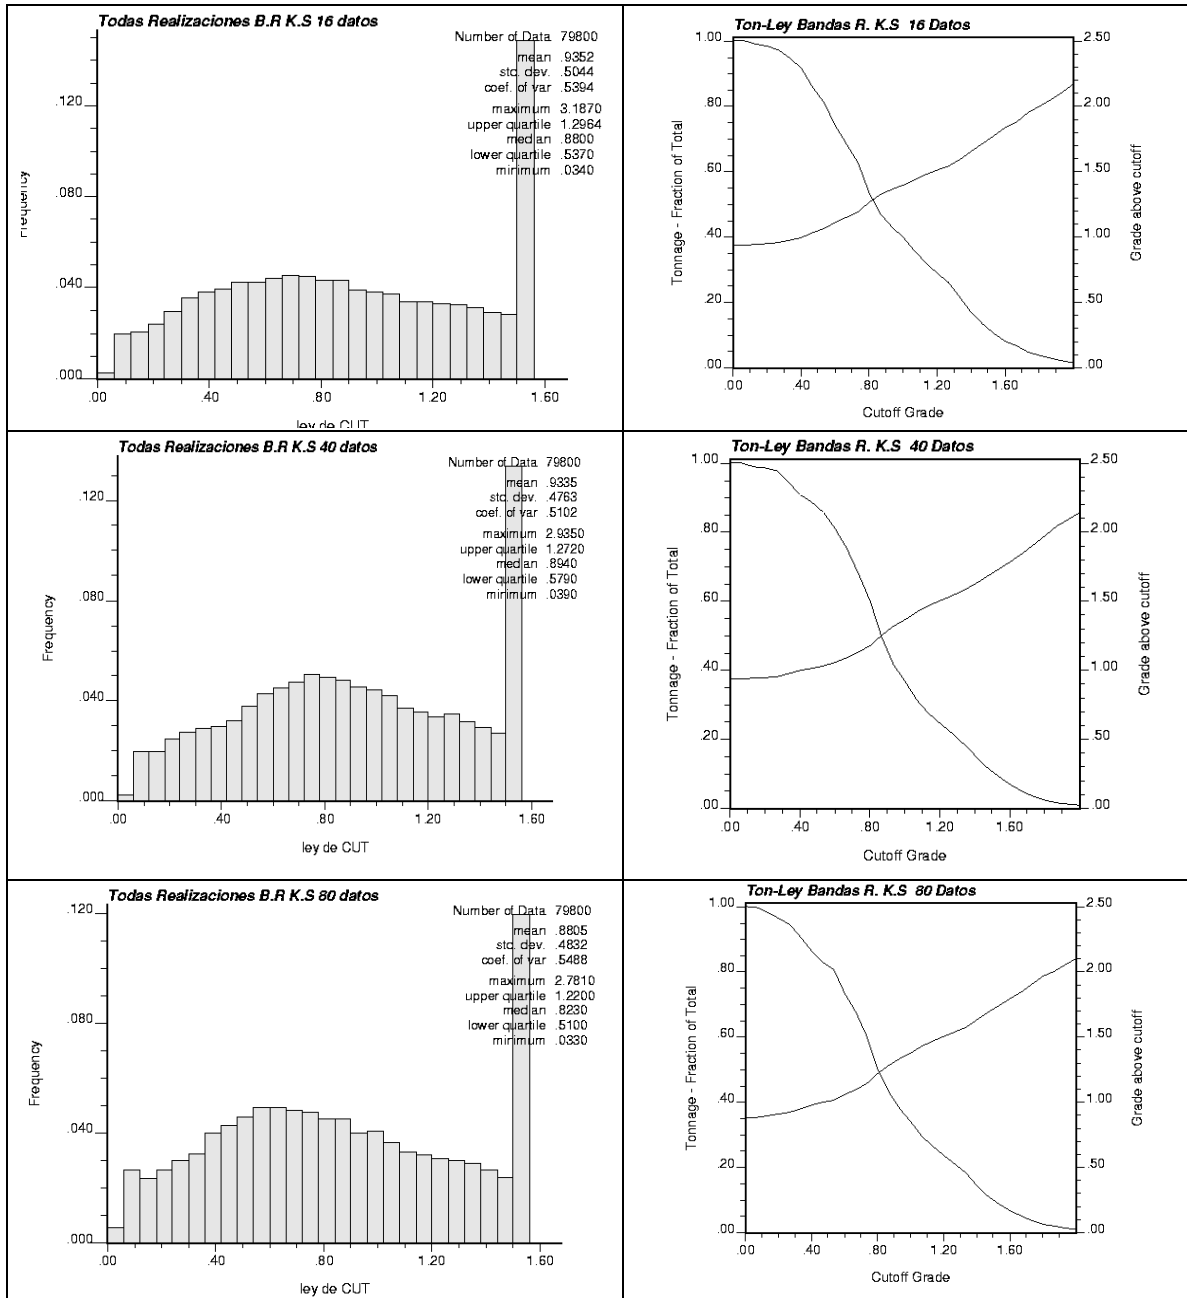 Todas Realizaciones B.R K.S 16 datos
Number of Data 79800
mean .9352
std. dev. .5044
coef. of var .5394
maximum 3.1870
upper quartile 1.2964
median .8800
lower quartile .5370
minimum .0340
Frequency
.120
.080
.040
.000
.00 .40 .80 1.20 1.60
ley de CUT
Ton-Ley Bandas R. K.S 16 Datos
Tonnage - Fraction of Total
1.00
.80
.60
.40
.20
.00
2.50
2.00
1.50
1.00
.50
.00
Grade above cutoff
.00 .40 .80 1.20 1.60
Cutoff Grade
Todas Realizaciones B.R K.S 40 datos
Number of Data 79800
mean .9335
std. dev. .4763
coef. of var .5102
maximum 2.9350
upper quartile 1.2720
median .8940
lower quartile .5790
minimum .0390
Frequency
.120
.080
.040
.000
.00 .40 .80 1.20 1.60
ley de CUT
Ton-Ley Bandas R. K.S 40 Datos
Tonnage - Fraction of Total
1.00
.80
.60
.40
.20
.00
2.50
2.00
1.50
1.00
.50
.00
Grade above cutoff
.00 .40 .80 1.20 1.60
Cutoff Grade
Todas Realizaciones B.R K.S 80 datos
Number of Data 79800
mean .8805
std. dev. .4832
coef. of var .5488
maximum 2.7810
upper quartile 1.2200
median .8230
lower quartile .5100
minimum .0330
Frequency
.120
.080
.040
.000
.00 .40 .80 1.20 1.60
ley de CUT
Ton-Ley Bandas R. K.S 80 Datos
Tonnage - Fraction of Total
1.00
.80
.60
.40
.20
.00
2.50
2.00
1.50
1.00
.50
.00
Grade above cutoff
.00 .40 .80 1.20 1.60
Cutoff Grade